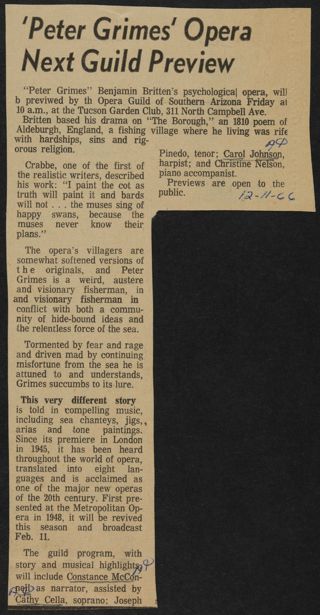 'Peter Grimes' Opera
Next Guild Preview
"Peter Grimes" Benjamin Britten's psychological opera, will
b previwed by th Opera Guild of Southern Arizona Friday at
10 a.m., at the Tucson Garden Club, 311 North Campbell Ave.
Britten based his drama on "The Borough," an 1810 poem of
Aldeburgh, England, a fishing village where he living was rife
with hardships, sins and rig-
orous religion.
Crabbe, one of the first of
the realistic writers, described
his work: "I paint the cot as
truth will paint it and bards
will not . . . the muses sing of
happy swans, because the
muses never know their
plans."
The opera's villagers are
somewhat softened versions of
the originals, and Peter
Grimes is a weird, austere
and visionary fisherman, in
and visionary fisherman in
conflict with both a commu-
nity of hide-bound ideas and
the relentless force of the sea.
Tormented by fear and rage
and driven mad by continuing
misfortune from the sea he is
attuned to and understands,
Grimes succumbs to its lure.
This very different story
is told in compelling music,
including sea chanteys, jigs,
arias and tone paintings.
Since its premiere in London
in 1945, it has been heard
throughout the world of opera,
translated into eight lan-
guages and is acclaimed as
one of the major new operas
of the 20th century. First pre-
sented at the Metropolitan Op-
era in 1948, it will be revived
this season and broadcast
Feb. 11.
The guild program, with
story and musical highlights,
will include Constance McCon-
nell as narrator, assisted by
Cathy Cella, soprano; Joseph
Pinedo, tenor; Carol Johnson,
harpist; and Christine Nelson,
piano accompanist.
Previews are open to the
public.
12-11-66